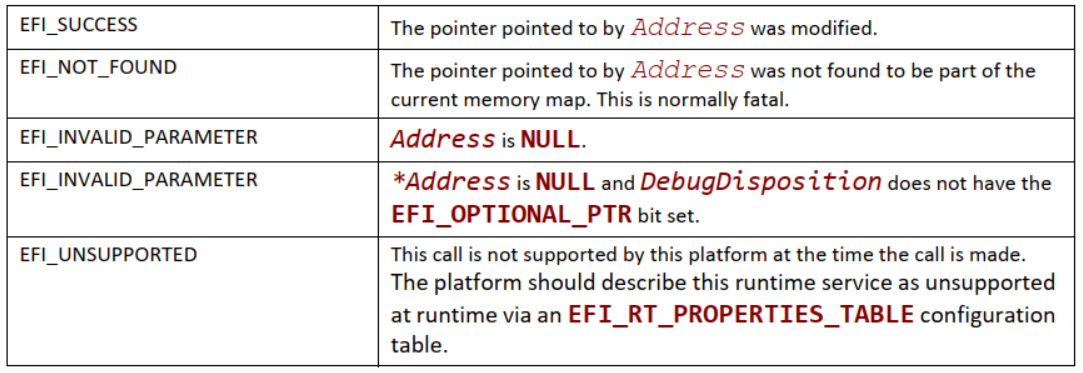 EFI_SUCCESS
The pointer pointed to by Address was modified.
EFI_NOT_FOUND
The pointer pointed to by Address was not found to be part of the
current memory map. This is normally fatal.
EFI_INVALID_PARAMETER
Address is NULL.
EFI_INVALID_PARAMETER
*Address is NULL and DebugDisposition does not have the
EFI_OPTIONAL_PTR bit set.
EFI_UNSUPPORTED
This call is not supported by this platform at the time the call is made.
The platform should describe this runtime service as unsupported
at runtime via an EFI_RT_PROPERTIES_TABLE configuration
table.